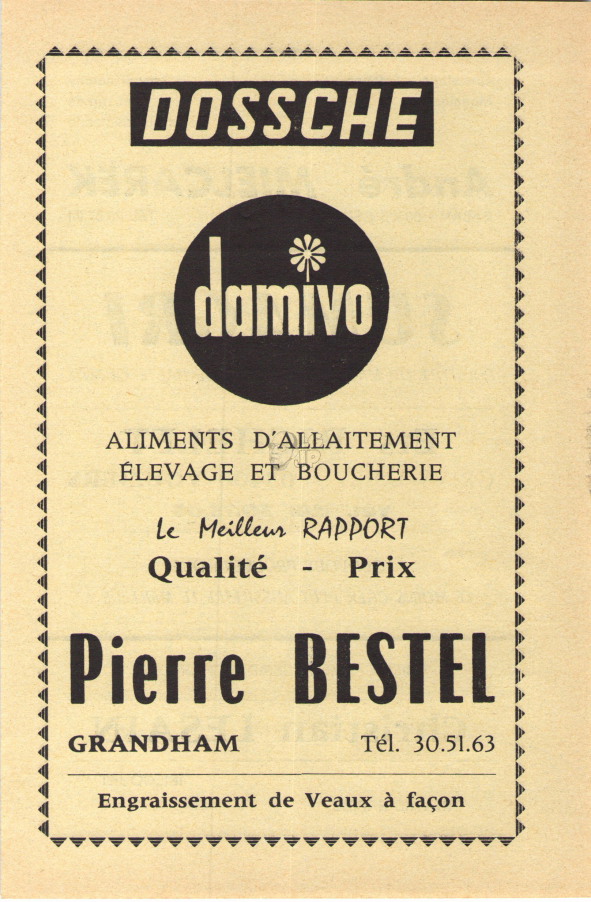 DOSSCHE
damivo
ALIMENTS D'ALLAITEMENT
ÉLEVAGE ET BOUCHERIE
Le Meilleur RAPPORT
Qualité - Prix
Pierre BESTEL
GRANDHAM Tél. 30.51.63
Engraissement de Veaux à façon